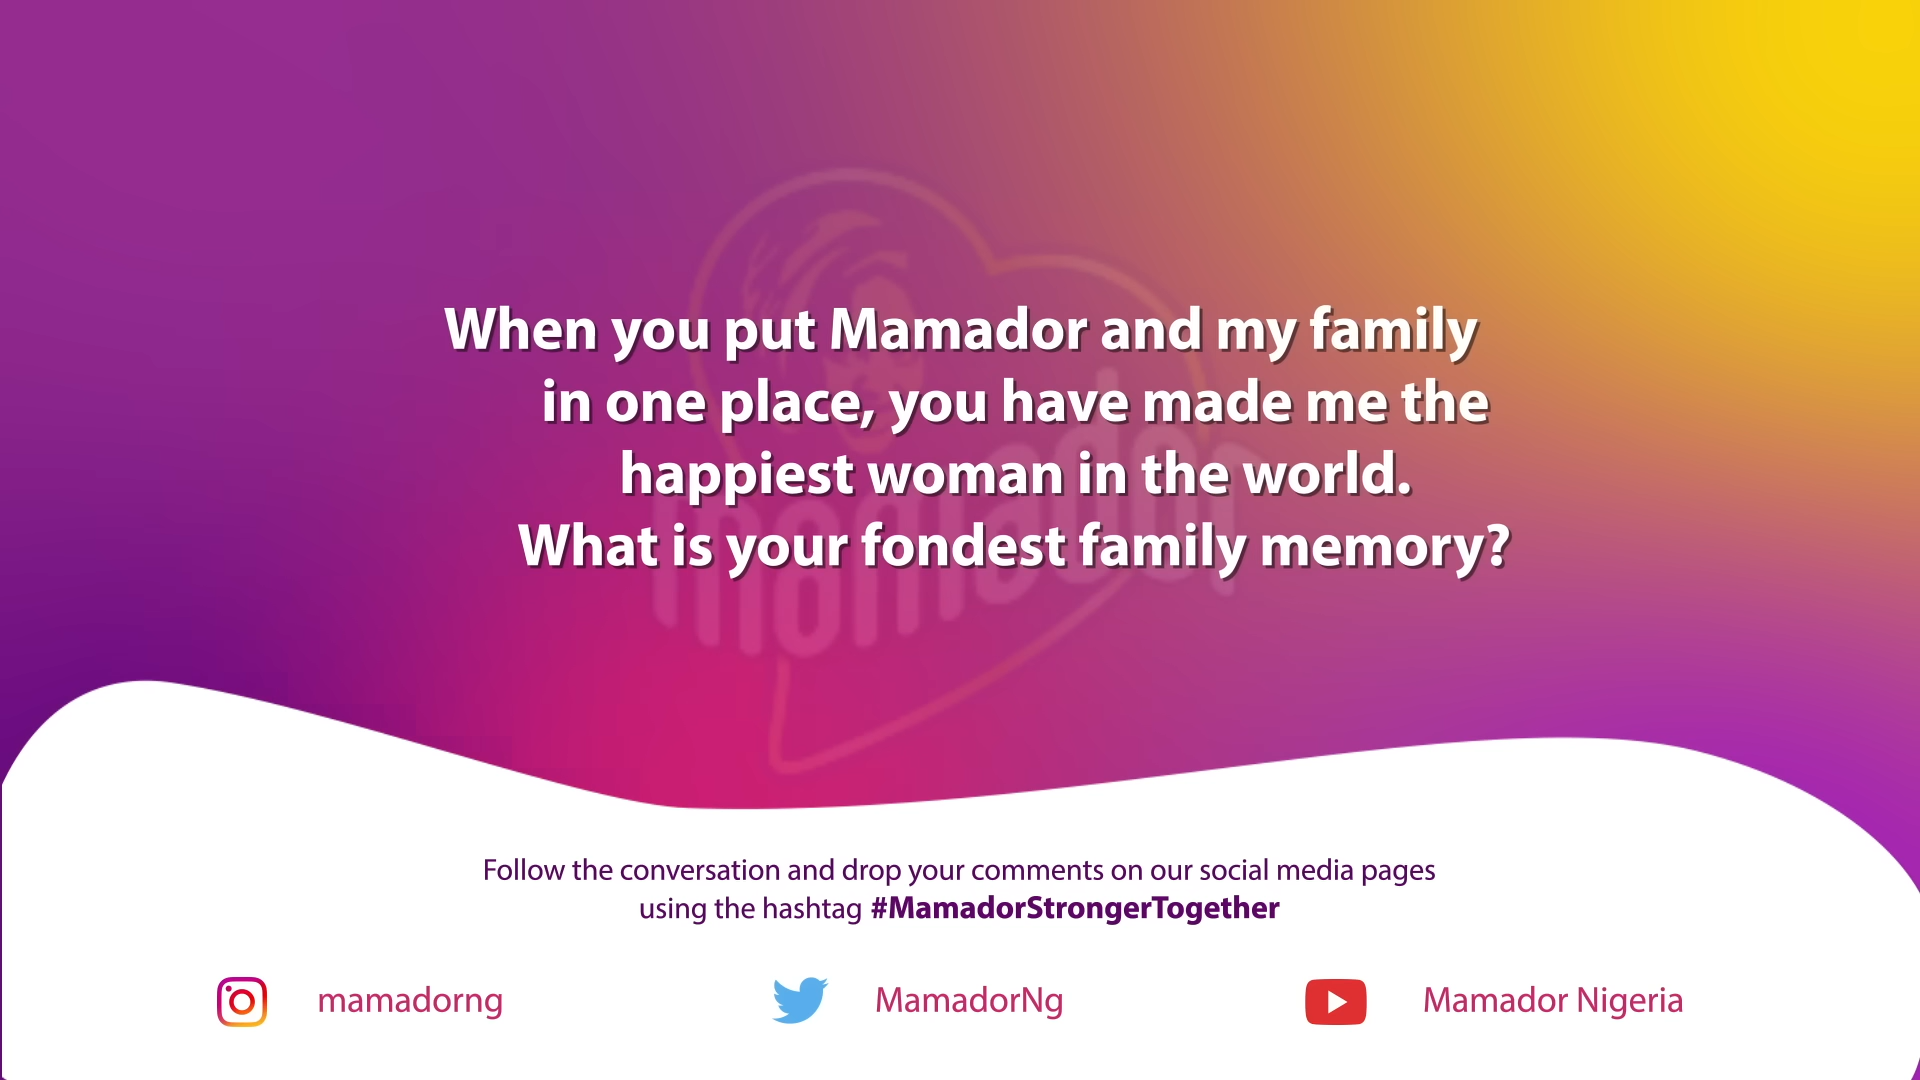 When you put Mamador and my family
in one place, you have made me the
happiest woman in the world.
What is your fondest family memory?
mamador
Follow the conversation and drop your comments on our social media pages
using the hashtag #MamadorStrongerTogether
mamadorng
MamadorNg
Mamador Nigeria